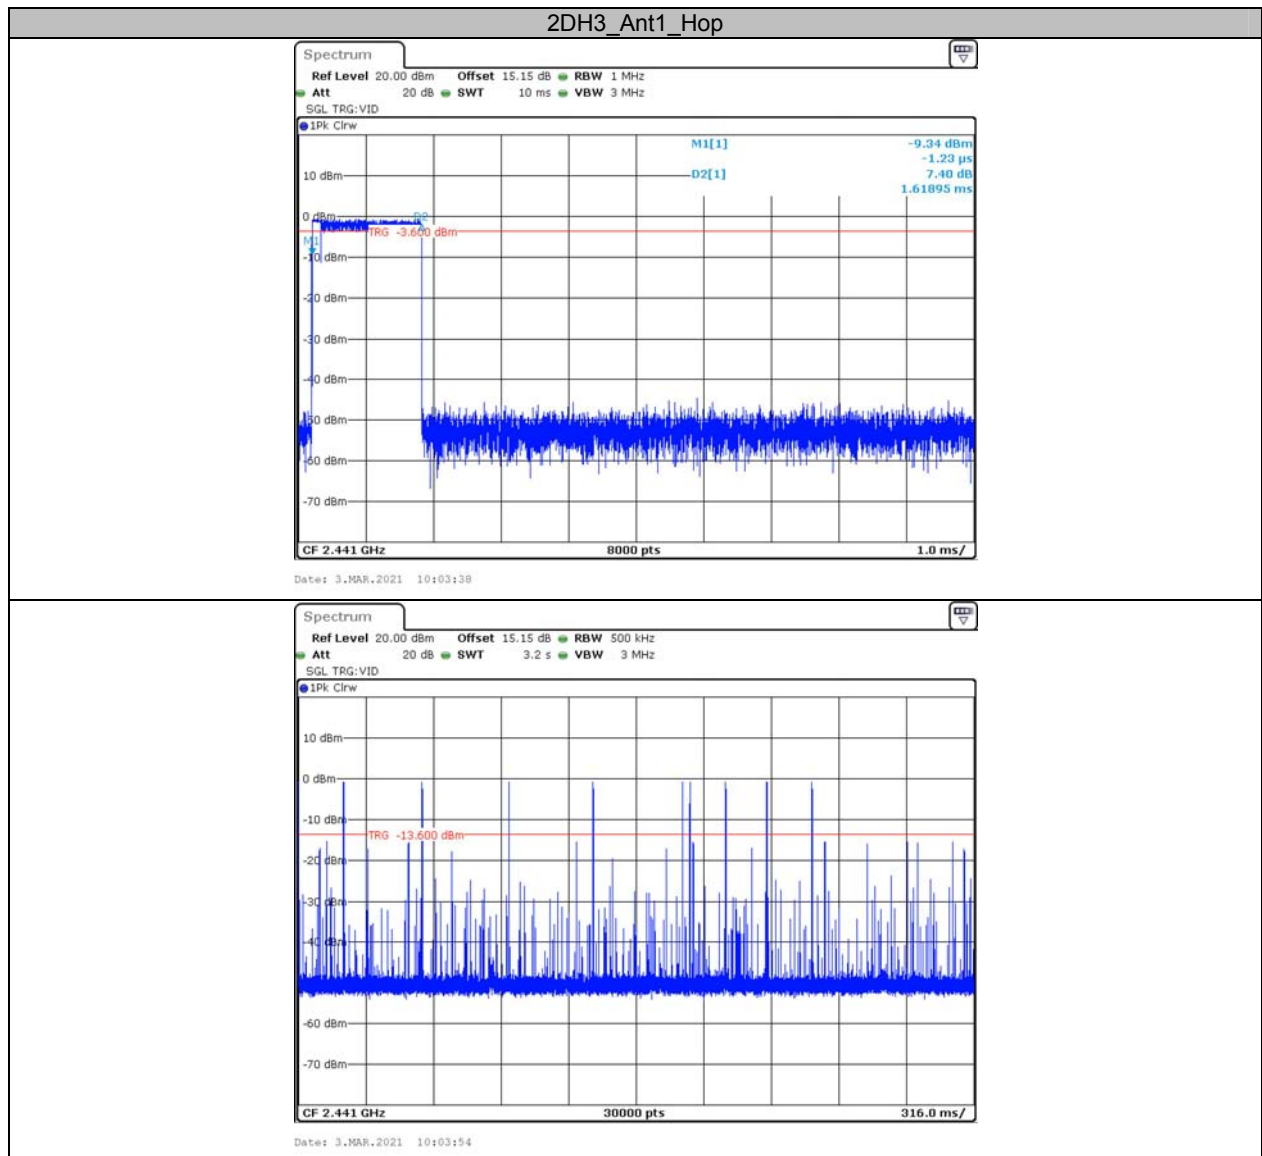 2DH3_Ant1_Hop
Spectrum
Ref Level 20.00 dBm Offset 15.15 dB RBW 1 MHz
Att 20 dB SWT 10 ms VBW 3 MHz
SGL TRG:VID
1Pk Clrw
M1[1] -9.34 dBm
-1.23 µs
10 dBm D2[1] 7.40 dB
1.61895 ms
0 dBm D2
TRG -3.600 dBm
M1
-10 dBm
-20 dBm
-30 dBm
-40 dBm
-50 dBm
-60 dBm
-70 dBm
CF 2.441 GHz 8000 pts 1.0 ms/
Date: 3.MAR.2021 10:03:38
Spectrum
Ref Level 20.00 dBm Offset 15.15 dB RBW 500 kHz
Att 20 dB SWT 3.2 s VBW 3 MHz
SGL TRG:VID
1Pk Clrw
10 dBm
0 dBm
-10 dBm
TRG -13.600 dBm
-20 dBm
-30 dBm
-40 dBm
-60 dBm
-70 dBm
CF 2.441 GHz 30000 pts 316.0 ms/
Date: 3.MAR.2021 10:03:54